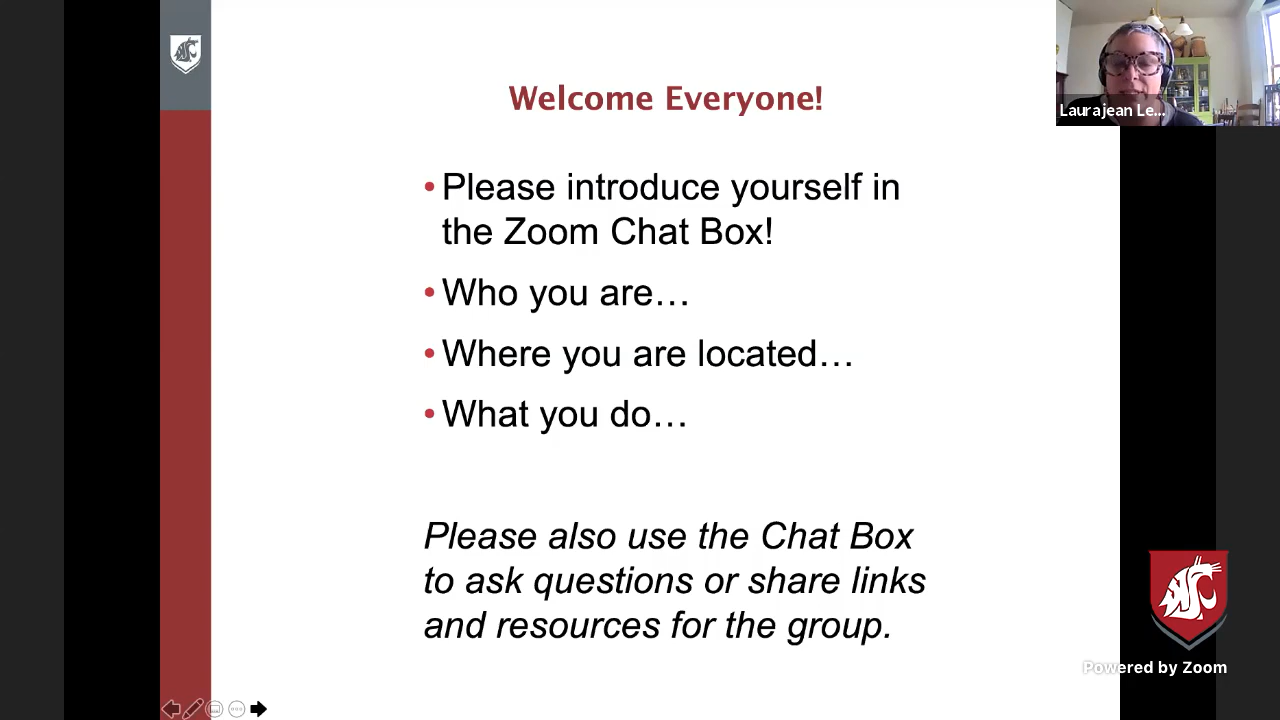 Welcome Everyone!
Laurajean Le...
• Please introduce yourself in
the Zoom Chat Box!
• Who you are…
• Where you are located…
• What you do…
Please also use the Chat Box
to ask questions or share links
and resources for the group.
Powered by Zoom